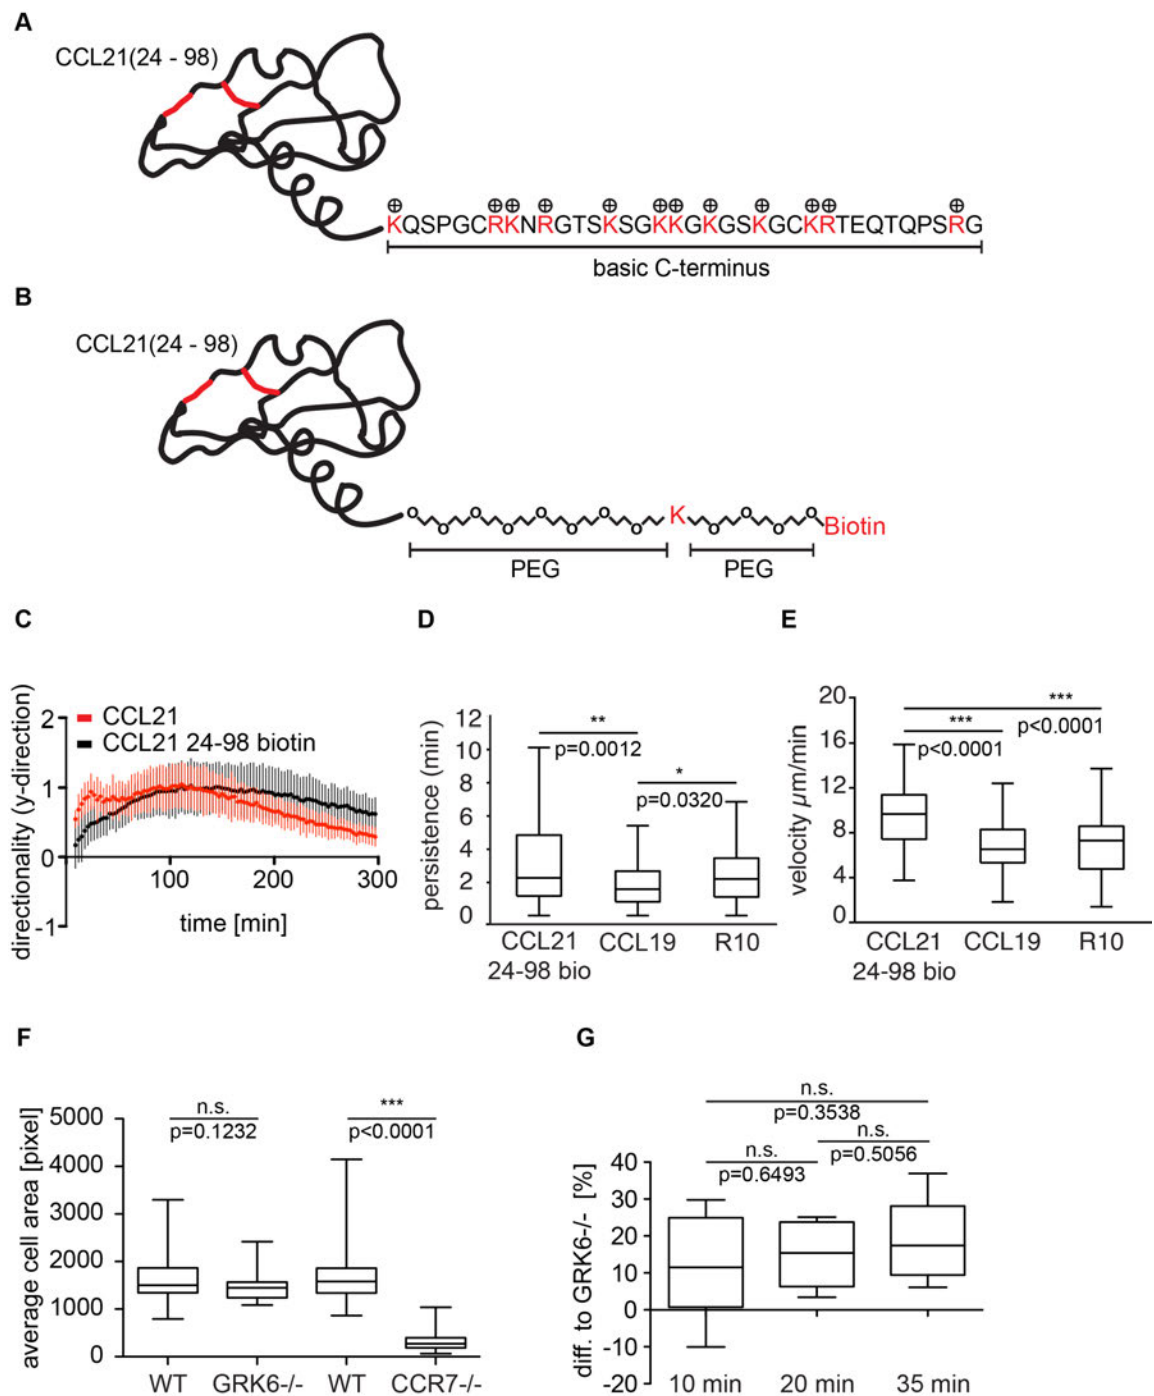 A
CCL21(24 - 98)
⊕ ⊕⊕ ⊕ ⊕ ⊕⊕ ⊕ ⊕ ⊕⊕ ⊕
KQSPGCRKNRGTSKSGKKGKGSKGCKRTEQTQPSRG
basic C-terminus
B
CCL21(24 - 98)
O O O O O O O O K O O O O Biotin
PEG PEG
C
directionality (y-direction)
2
1
0
-1
CCL21
CCL21 24-98 biotin
100 200 300
time [min]
D
persistence (min)
12
10
8
6
4
2
0
**
p=0.0012
*
p=0.0320
CCL21 CCL19 R10
24-98 bio
E
velocity µm/min
20
16
12
8
4
0
***
p<0.0001
***
p<0.0001
CCL21 CCL19 R10
24-98 bio
F
average cell area [pixel]
5000
4000
3000
2000
1000
0
n.s.
p=0.1232
***
p<0.0001
WT GRK6-/- WT CCR7-/-
G
diff. to GRK6-/- [%]
40
30
20
10
0
-10
-20
n.s.
p=0.3538
n.s.
p=0.5056
n.s.
p=0.6493
10 min 20 min 35 min